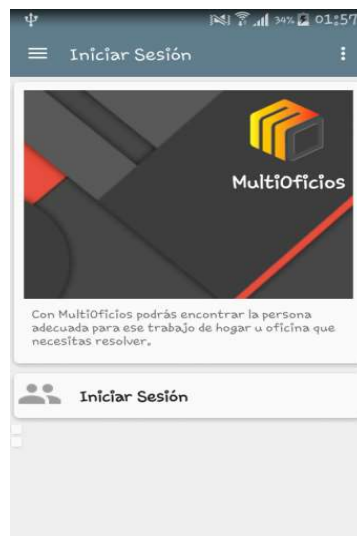 34% 01:57
Iniciar Sesión
MultiOficios
Con MultiOficios podrás encontrar la persona
adecuada para ese trabajo de hogar u oficina que
necesitas resolver.
Iniciar Sesión